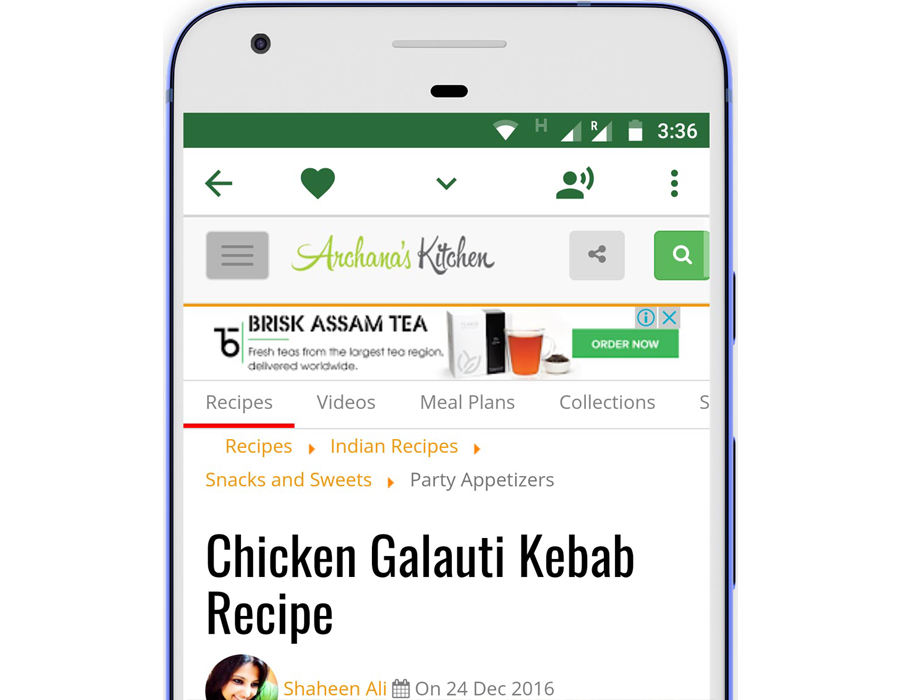 H R 3:36
Archana's Kitchen
BRISK ASSAM TEA
Fresh teas from the largest tea region,
delivered worldwide.
ORDER NOW
Recipes Videos Meal Plans Collections S
Recipes Indian Recipes
Snacks and Sweets Party Appetizers
Chicken Galauti Kebab
Recipe
Shaheen Ali On 24 Dec 2016